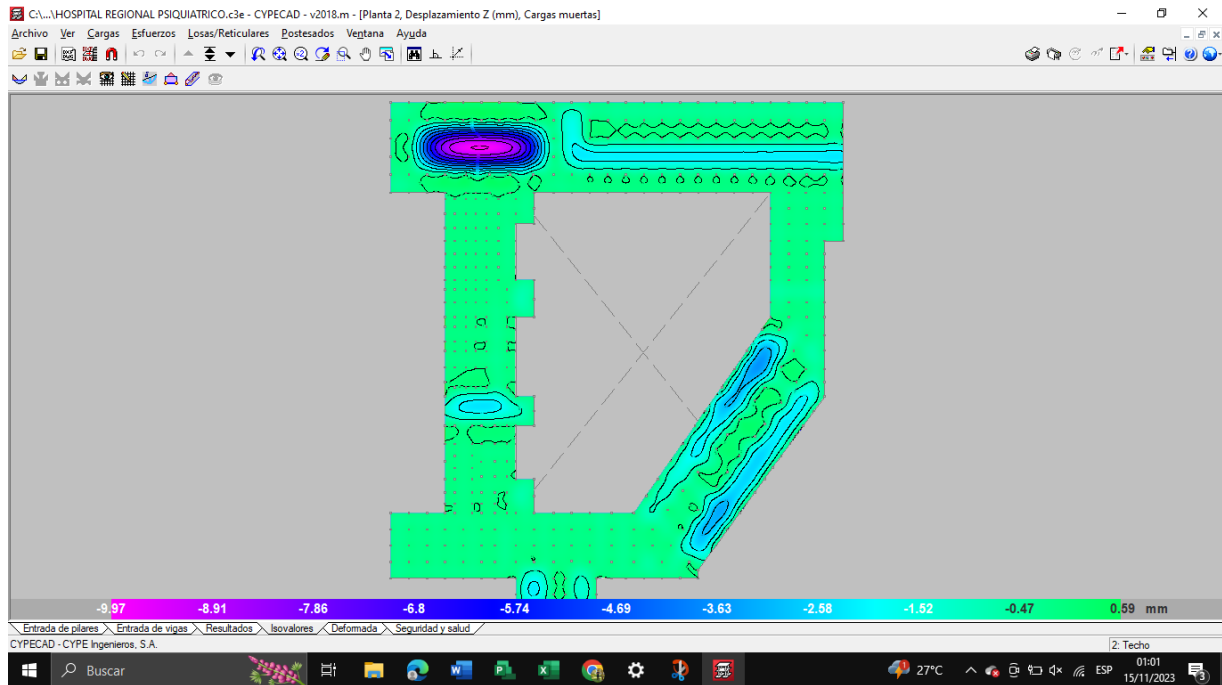 C:\...\HOSPITAL REGIONAL PSIQUIATRICO.c3e - CYPECAD - v2018.m - [Planta 2, Desplazamiento Z (mm), Cargas muertas]
Archivo Ver Cargas Esfuerzos Losas/Reticulares Postesados Ventana Ayuda
-9.97 -8.91 -7.86 -6.8 -5.74 -4.69 -3.63 -2.58 -1.52 -0.47 0.59 mm
Entrada de pilares Entrada de vigas Resultados Isovalores Deformada Seguridad y salud
CYPECAD - CYPE Ingenieros, S.A. 2: Techo
Buscar 27°C ESP 01:01
15/11/2023